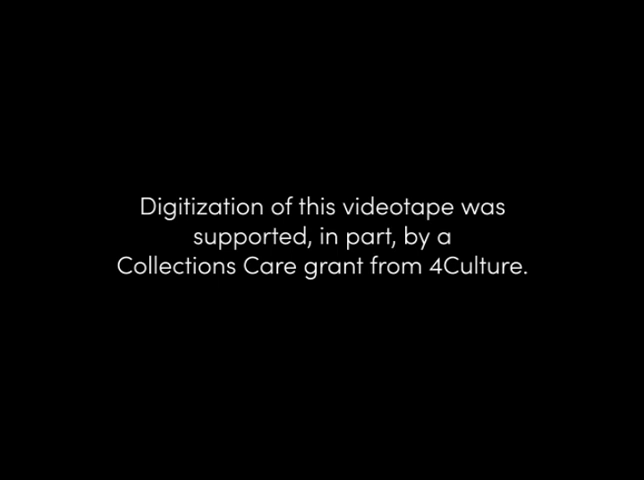 Digitization of this videotape was
supported, in part, by a
Collections Care grant from 4Culture.